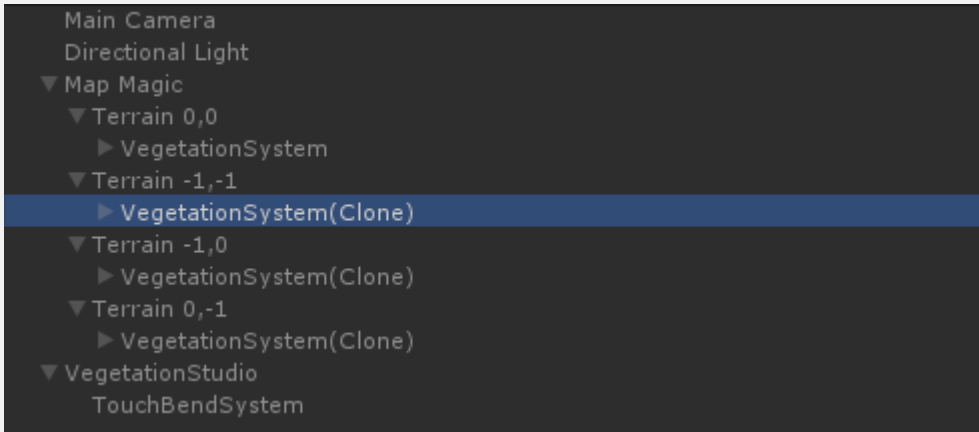 Main Camera
Directional Light
Map Magic
Terrain 0,0
VegetationSystem
Terrain -1,-1
VegetationSystem(Clone)
Terrain -1,0
VegetationSystem(Clone)
Terrain 0,-1
VegetationSystem(Clone)
VegetationStudio
TouchBendSystem